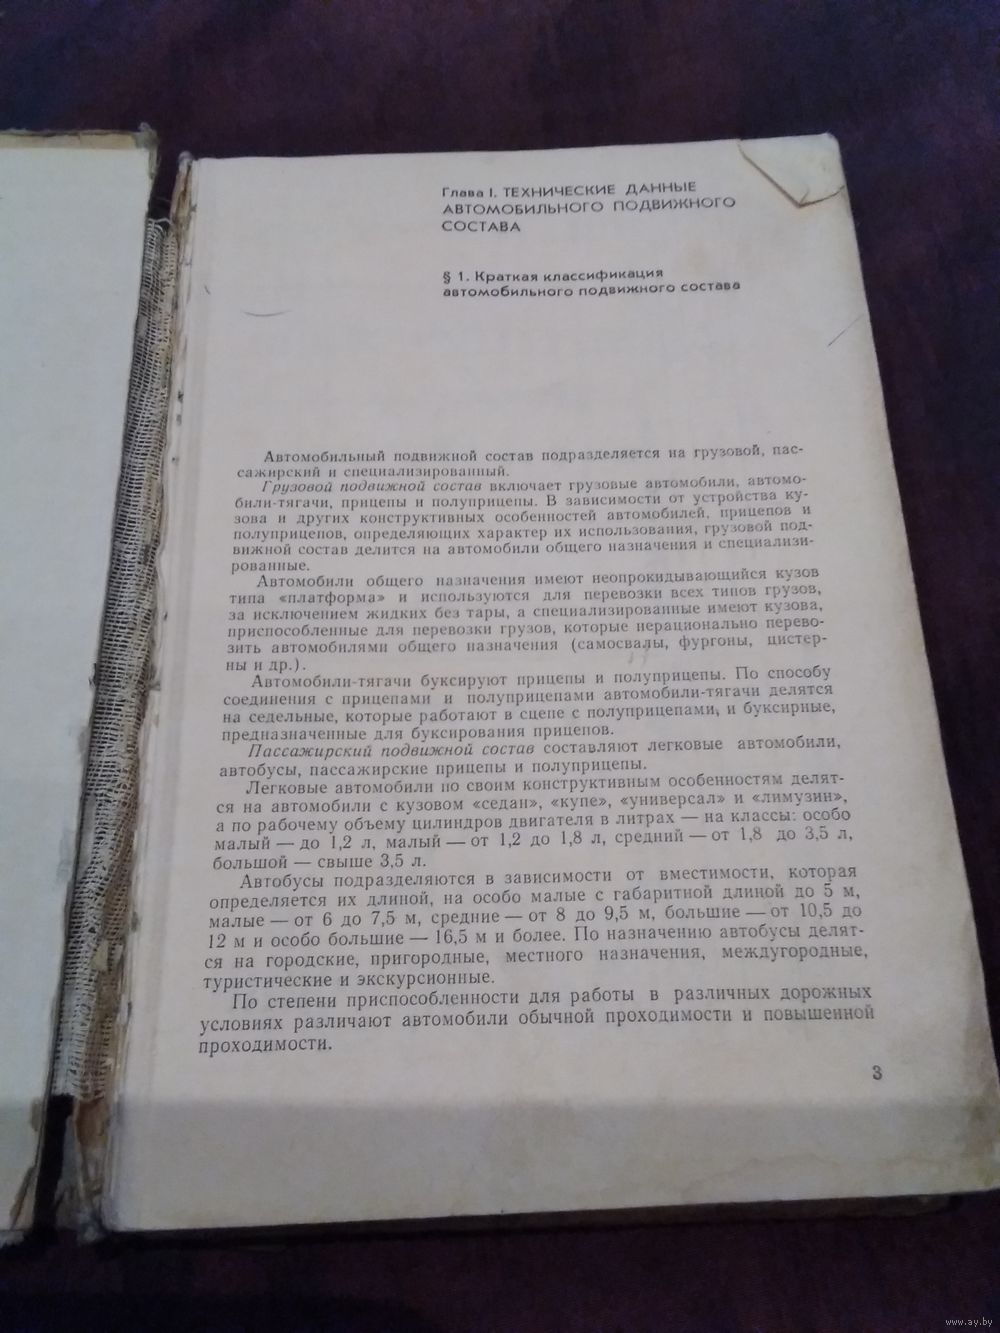 Глава I. ТЕХНИЧЕСКИЕ ДАННЫЕ
АВТОМОБИЛЬНОГО ПОДВИЖНОГО
СОСТАВА
§ 1. Краткая классификация
автомобильного подвижного состава
Автомобильный подвижной состав подразделяется на грузовой, пас-
сажирский и специализированный.
Грузовой подвижной состав включает грузовые автомобили, автомо-
били-тягачи, прицепы и полуприцепы. В зависимости от устройства ку-
зова и других конструктивных особенностей автомобилей, прицепов и
полуприцепов, определяющих характер их использования, грузовой под-
вижной состав делится на автомобили общего назначения и специализи-
рованные.
Автомобили общего назначения имеют неопрокидывающийся кузов
типа «платформа» и используются для перевозки всех типов грузов,
за исключением жидких без тары, а специализированные имеют кузова,
приспособленные для перевозки грузов, которые нерационально перево-
зить автомобилями общего назначения (самосвалы, фургоны, цистер-
ны и др.).
Автомобили-тягачи буксируют прицепы и полуприцепы. По способу
соединения с прицепами и полуприцепами автомобили-тягачи делятся
на седельные, которые работают в сцепе с полуприцепами, и буксирные,
предназначенные для буксирования прицепов.
Пассажирский подвижной состав составляют легковые автомобили,
автобусы, пассажирские прицепы и полуприцепы.
Легковые автомобили по своим конструктивным особенностям делят-
ся на автомобили с кузовом «седан», «купе», «универсал» и «лимузин»,
а по рабочему объему цилиндров двигателя в литрах — на классы: особо
малый — до 1,2 л, малый — от 1,2 до 1,8 л, средний — от 1,8 до 3,5 л,
большой — свыше 3,5 л.
Автобусы подразделяются в зависимости от вместимости, которая
определяется их длиной, на особо малые с габаритной длиной до 5 м,
малые — от 6 до 7,5 м, средние — от 8 до 9,5 м, большие — от 10,5 до
12 м и особо большие — 16,5 м и более. По назначению автобусы делят-
ся на городские, пригородные, местного назначения, междугородные,
туристические и экскурсионные.
По степени приспособленности для работы в различных дорожных
условиях различают автомобили обычной проходимости и повышенной
проходимости.
3
www.ay.by